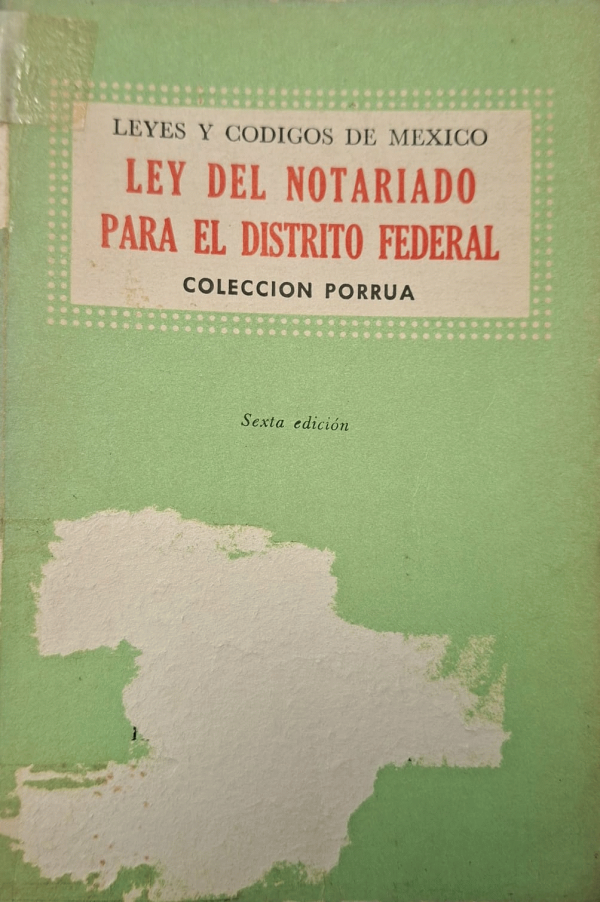 LEYES Y CODIGOS DE MEXICO
LEY DEL NOTARIADO
PARA EL DISTRITO FEDERAL
COLECCION PORRUA
Sexta edición